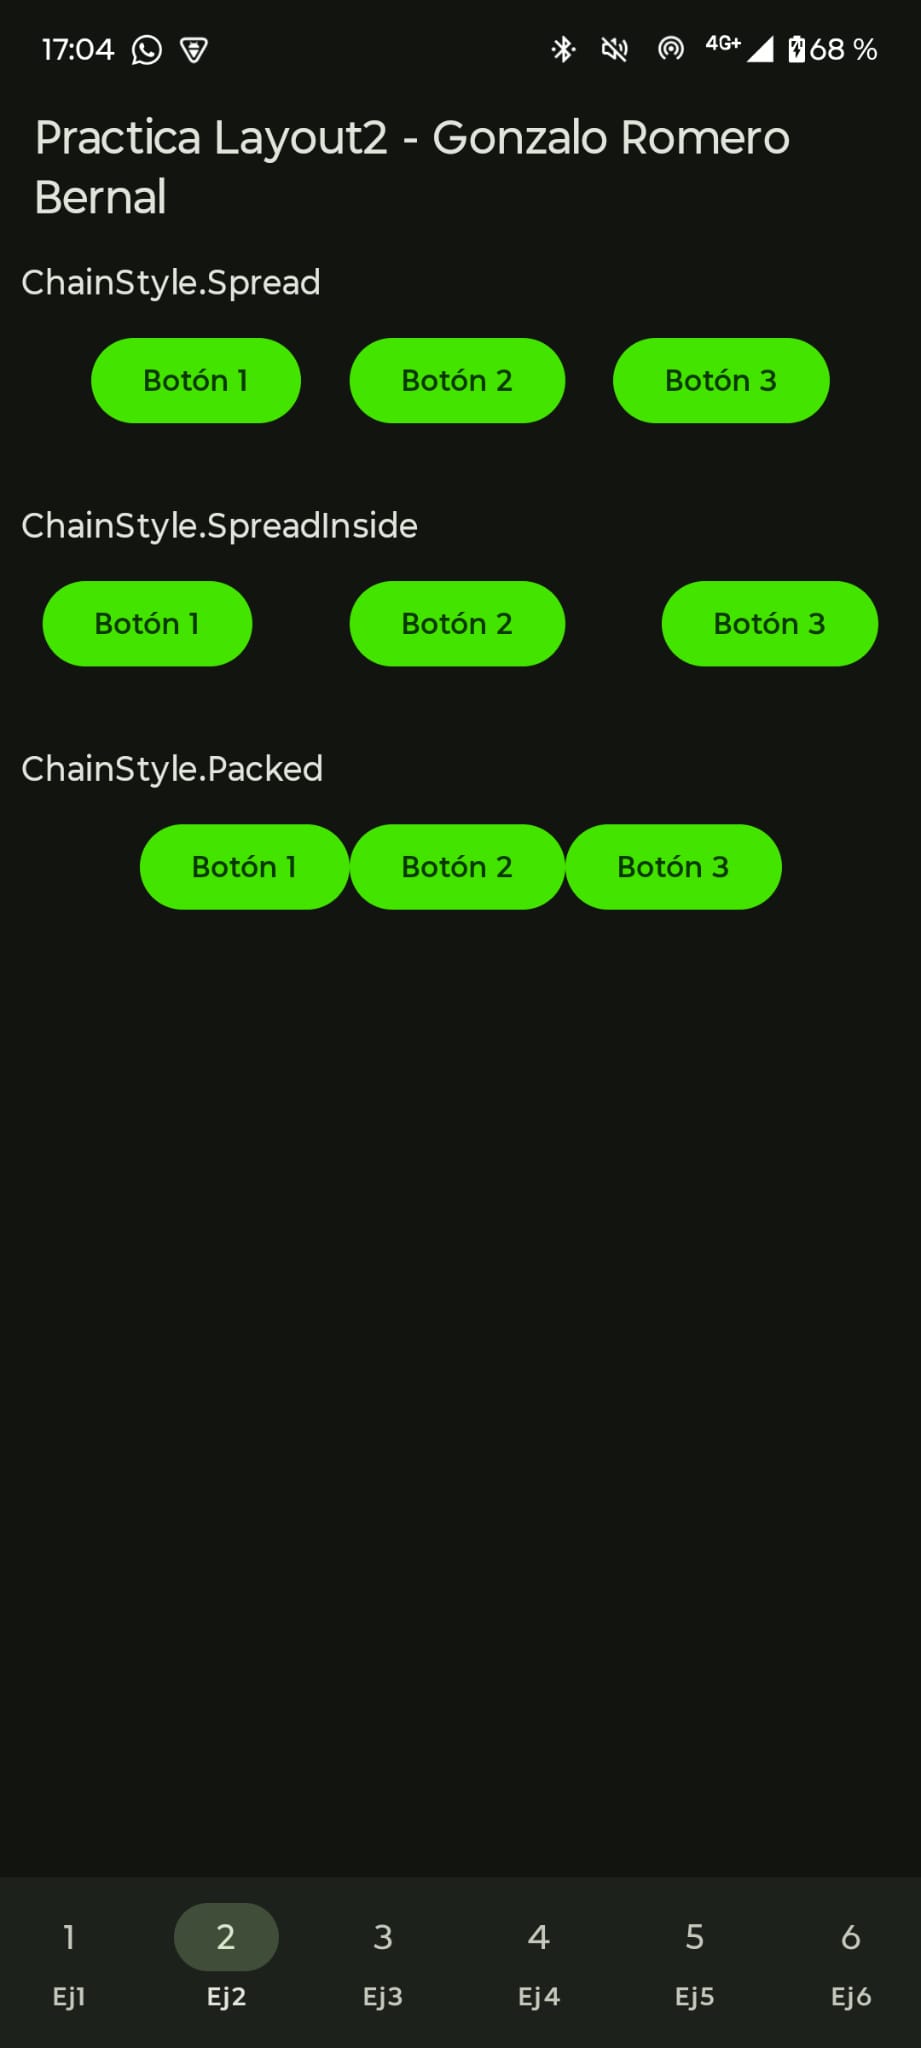 17:04 4G+ 68 %
Practica Layout2 - Gonzalo Romero
Bernal
ChainStyle.Spread
Botón 1 Botón 2 Botón 3
ChainStyle.SpreadInside
Botón 1 Botón 2 Botón 3
ChainStyle.Packed
Botón 1 Botón 2 Botón 3
1 2 3 4 5 6
Ej1 Ej2 Ej3 Ej4 Ej5 Ej6